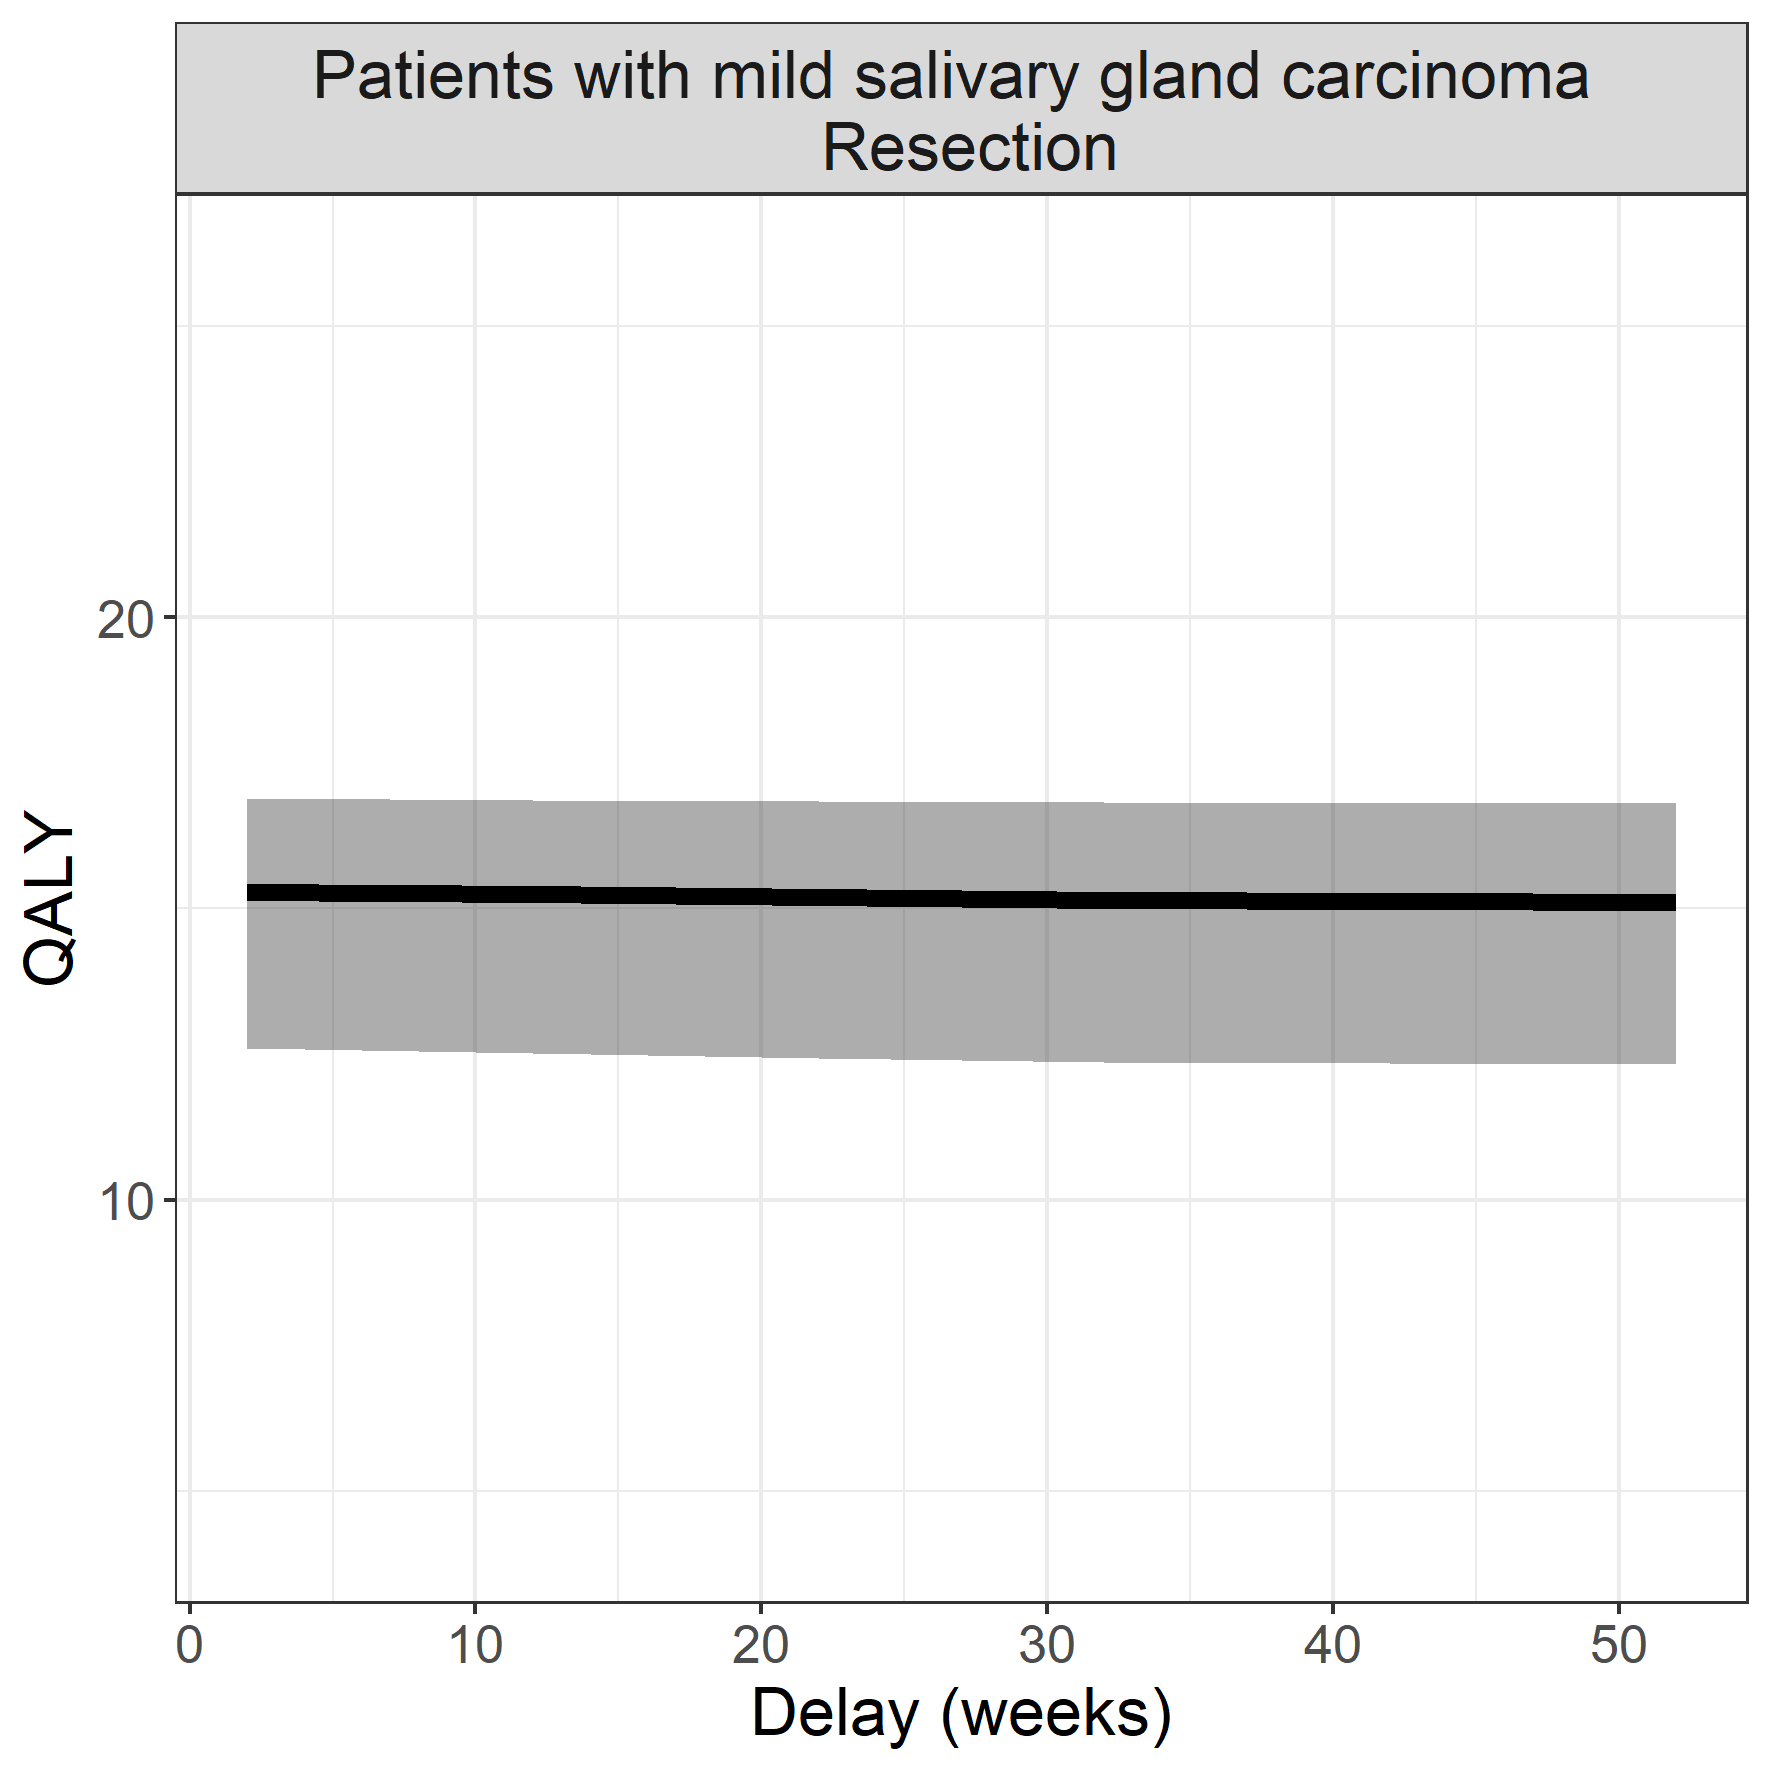 Patients with mild salivary gland carcinoma
Resection
QALY
20
10
0 10 20 30 40 50
Delay (weeks)